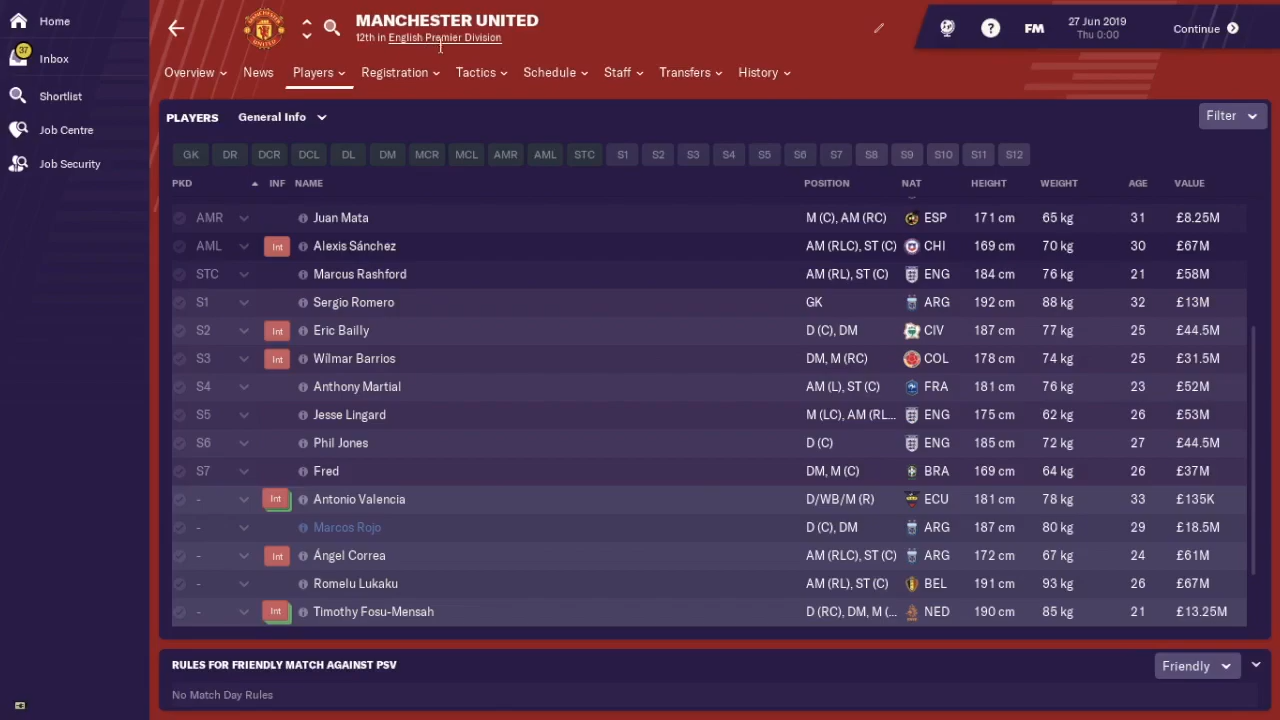 Home
37
Inbox
Shortlist
Job Centre
Job Security
MANCHESTER UNITED
12th in English Premier Division
?
FM
27 Jun 2019
Thu 0:00
Continue
Overview
News
Players
Registration
Tactics
Schedule
Staff
Transfers
History
PLAYERS
General Info
Filter
GK DR DCR DCL DL DM MCR MCL AMR AML STC S1 S2 S3 S4 S5 S6 S7 S8 S9 S10 S11 S12
PKD INF NAME POSITION NAT HEIGHT WEIGHT AGE VALUE
AMR Juan Mata M (C), AM (RC) ESP 171 cm 65 kg 31 £8.25M
AML Int Alexis Sánchez AM (RLC), ST (C) CHI 169 cm 70 kg 30 £67M
STC Marcus Rashford AM (RL), ST (C) ENG 184 cm 76 kg 21 £58M
S1 Sergio Romero GK ARG 192 cm 88 kg 32 £13M
S2 Int Eric Bailly D (C), DM CIV 187 cm 77 kg 25 £44.5M
S3 Int Wílmar Barrios DM, M (RC) COL 178 cm 74 kg 25 £31.5M
S4 Anthony Martial AM (L), ST (C) FRA 181 cm 76 kg 23 £52M
S5 Jesse Lingard M (LC), AM (RL... ENG 175 cm 62 kg 26 £53M
S6 Phil Jones D (C) ENG 185 cm 72 kg 27 £44.5M
S7 Fred DM, M (C) BRA 169 cm 64 kg 26 £37M
- Int Antonio Valencia D/WB/M (R) ECU 181 cm 78 kg 33 £135K
- Marcos Rojo D (C), DM ARG 187 cm 80 kg 29 £18.5M
- Int Ángel Correa AM (RLC), ST (C) ARG 172 cm 67 kg 24 £61M
- Romelu Lukaku AM (RL), ST (C) BEL 191 cm 93 kg 26 £67M
- Int Timothy Fosu-Mensah D (RC), DM, M (... NED 190 cm 85 kg 21 £13.25M
RULES FOR FRIENDLY MATCH AGAINST PSV
Friendly
No Match Day Rules